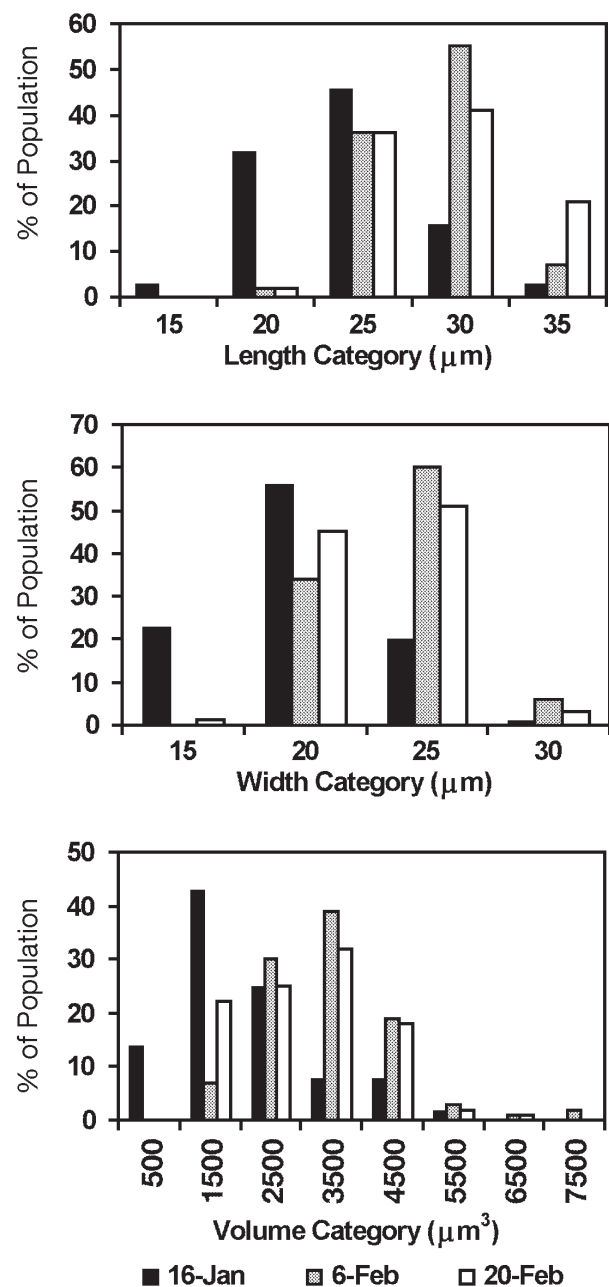 60
50
40
30
20
10
0
% of Population
15 20 25 30 35
Length Category (μm)
70
60
50
40
30
20
10
0
% of Population
15 20 25 30
Width Category (μm)
50
40
30
20
10
0
% of Population
500 1500 2500 3500 4500 5500 6500 7500
Volume Category (μm³)
16-Jan 6-Feb 20-Feb